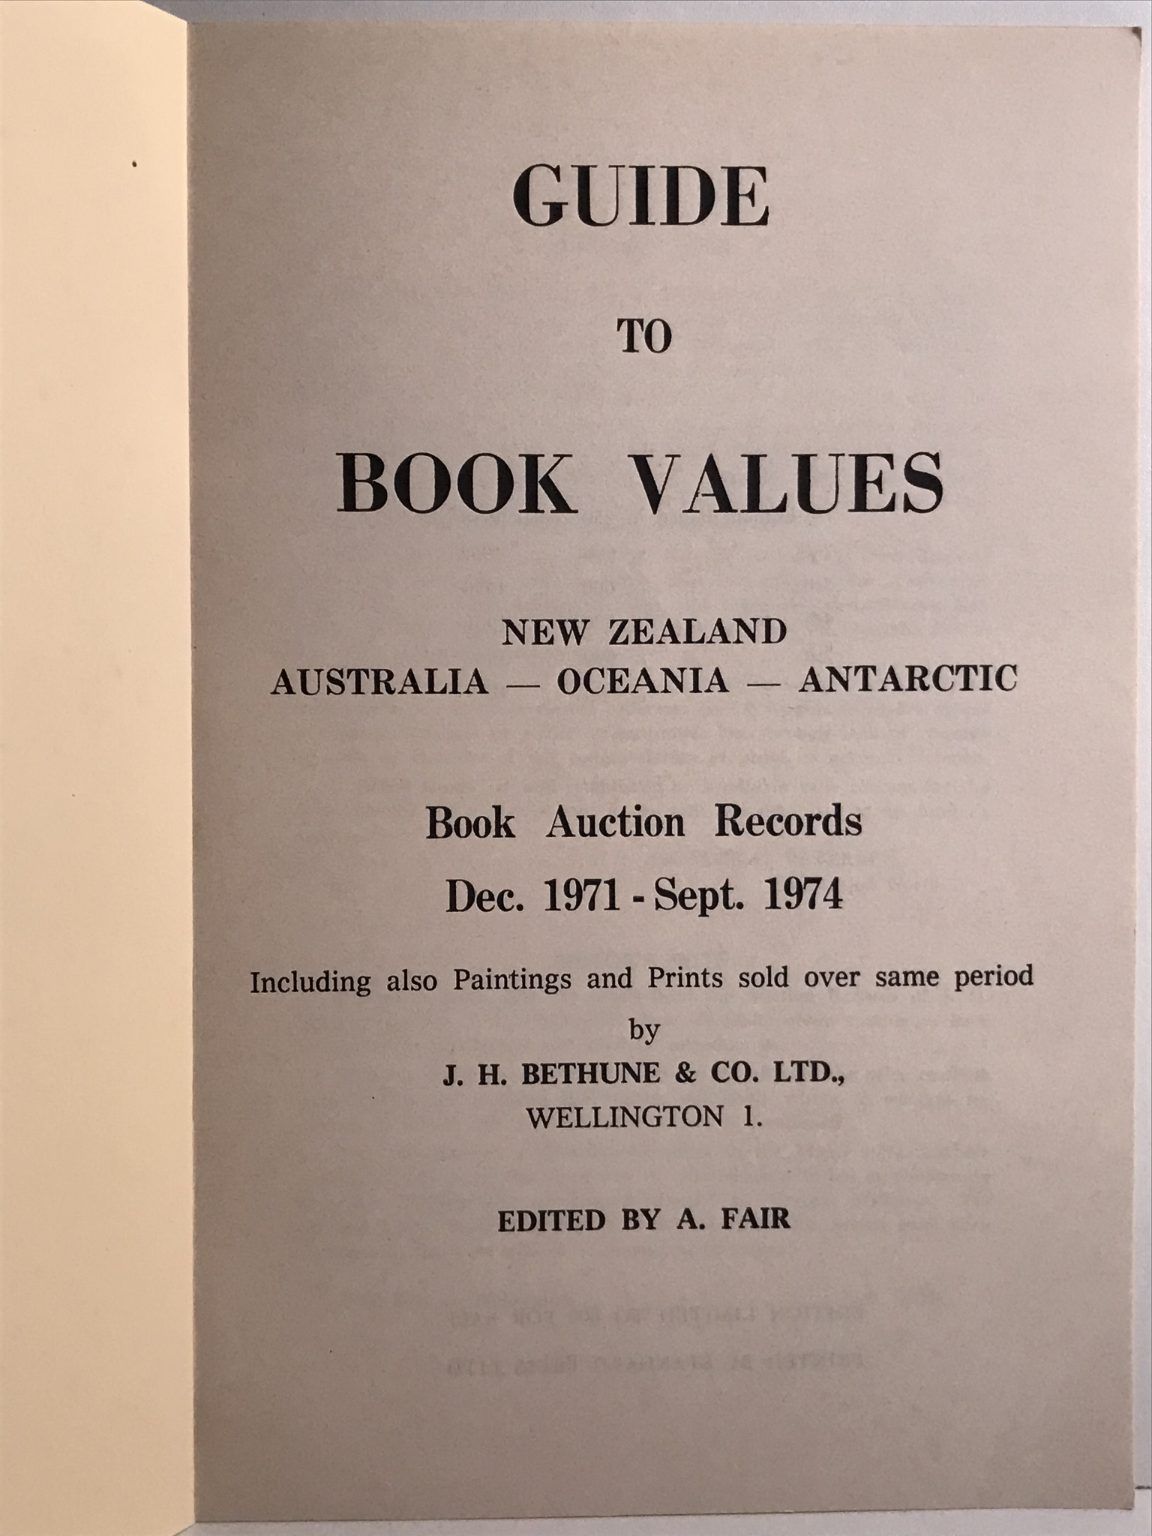 GUIDE
TO
BOOK VALUES
NEW ZEALAND
AUSTRALIA — OCEANIA — ANTARCTIC
Book Auction Records
Dec. 1971 - Sept. 1974
Including also Paintings and Prints sold over same period
by
J. H. BETHUNE & CO. LTD.,
WELLINGTON 1.
EDITED BY A. FAIR